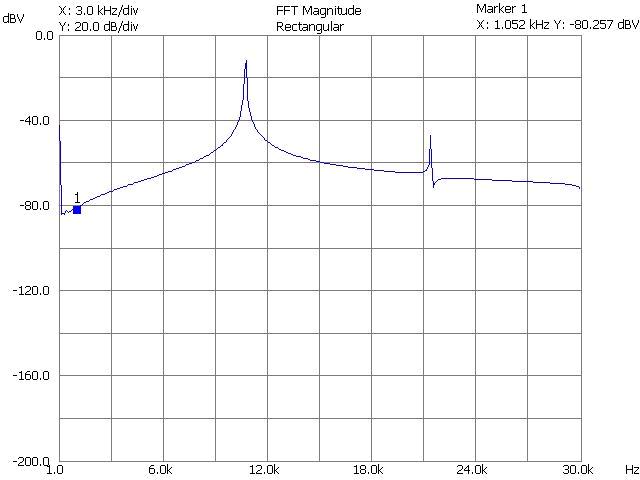 dBV
X: 3.0 kHz/div
Y: 20.0 dB/div
FFT Magnitude
Rectangular
Marker 1
X: 1.052 kHz Y: -80.257 dBV
0.0
-40.0
1
-80.0
-120.0
-160.0
-200.0
1.0
6.0k
12.0k
18.0k
24.0k
30.0k
Hz